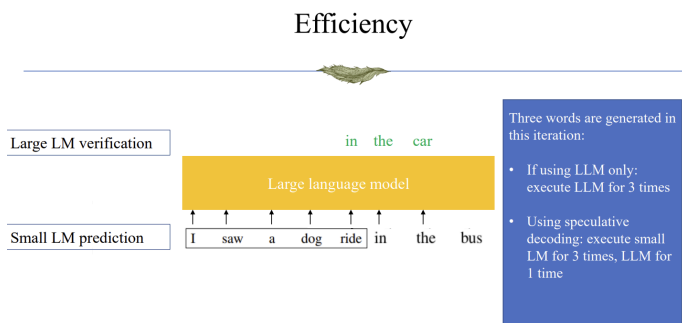 Efficiency
Large LM verification
in the car
Large language model
Small LM prediction
I saw a dog ride in the bus
Three words are generated in
this iteration:
• If using LLM only:
execute LLM for 3 times
• Using speculative
decoding: execute small
LM for 3 times, LLM for
1 time